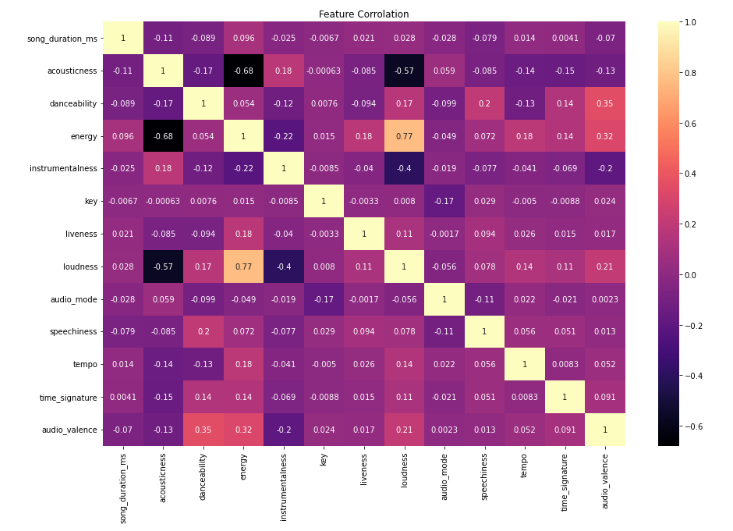 Feature Corrolation
song_duration_ms 1 -0.11 -0.089 0.096 -0.025 -0.0067 0.021 0.028 -0.028 -0.079 0.014 0.0041 -0.07
acousticness -0.11 1 -0.17 -0.68 0.18 -0.00063 -0.085 -0.57 0.059 -0.085 -0.14 -0.15 -0.13
danceability -0.089 -0.17 1 0.054 -0.12 0.0076 -0.094 0.17 -0.099 0.2 -0.13 0.14 0.35
energy 0.096 -0.68 0.054 1 -0.22 0.015 0.18 0.77 -0.049 0.072 0.18 0.14 0.32
instrumentalness -0.025 0.18 -0.12 -0.22 1 -0.0085 -0.04 -0.4 -0.019 -0.077 -0.041 -0.069 -0.2
key -0.0067 -0.00063 0.0076 0.015 -0.0085 1 -0.0033 0.008 -0.17 0.029 -0.005 -0.0088 0.024
liveness 0.021 -0.085 -0.094 0.18 -0.04 -0.0033 1 0.11 -0.0017 0.094 0.026 0.015 0.017
loudness 0.028 -0.57 0.17 0.77 -0.4 0.008 0.11 1 -0.056 0.078 0.14 0.11 0.21
audio_mode -0.028 0.059 -0.099 -0.049 -0.019 -0.17 -0.0017 -0.056 1 -0.11 0.022 -0.021 0.0023
speechiness -0.079 -0.085 0.2 0.072 -0.077 0.029 0.094 0.078 -0.11 1 0.056 0.051 0.013
tempo 0.014 -0.14 -0.13 0.18 -0.041 -0.005 0.026 0.14 0.022 0.056 1 0.0083 0.052
time_signature 0.0041 -0.15 0.14 0.14 -0.069 -0.0088 0.015 0.11 -0.021 0.051 0.0083 1 0.091
audio_valence -0.07 -0.13 0.35 0.32 -0.2 0.024 0.017 0.21 0.0023 0.013 0.052 0.091 1
song_duration_ms
acousticness
danceability
energy
instrumentalness
key
liveness
loudness
audio_mode
speechiness
tempo
time_signature
audio_valence
1.0
0.8
0.6
0.4
0.2
0.0
−0.2
−0.4
−0.6